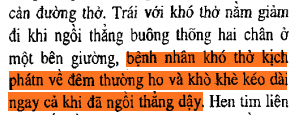 cản đường thở. Trái với khó thở nằm giảm
đi khi ngồi thẳng buông thõng hai chân ở
một bên giường, bệnh nhân khó thở kịch
phátn về đêm thường ho và khò khè kéo dài
ngay cả khi đã ngồi thẳng dậy. Hen tim liên